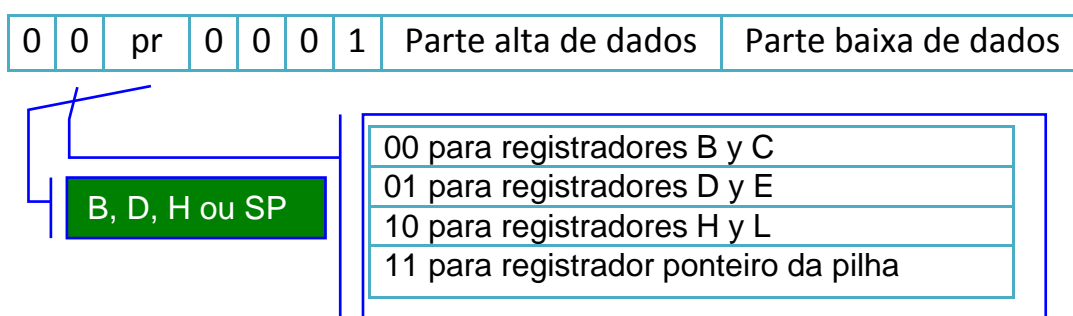 0 0 pr 0 0 0 1 Parte alta de dados Parte baixa de dados
00 para registradores B y C
01 para registradores D y E
B, D, H ou SP
10 para registradores H y L
11 para registrador ponteiro da pilha